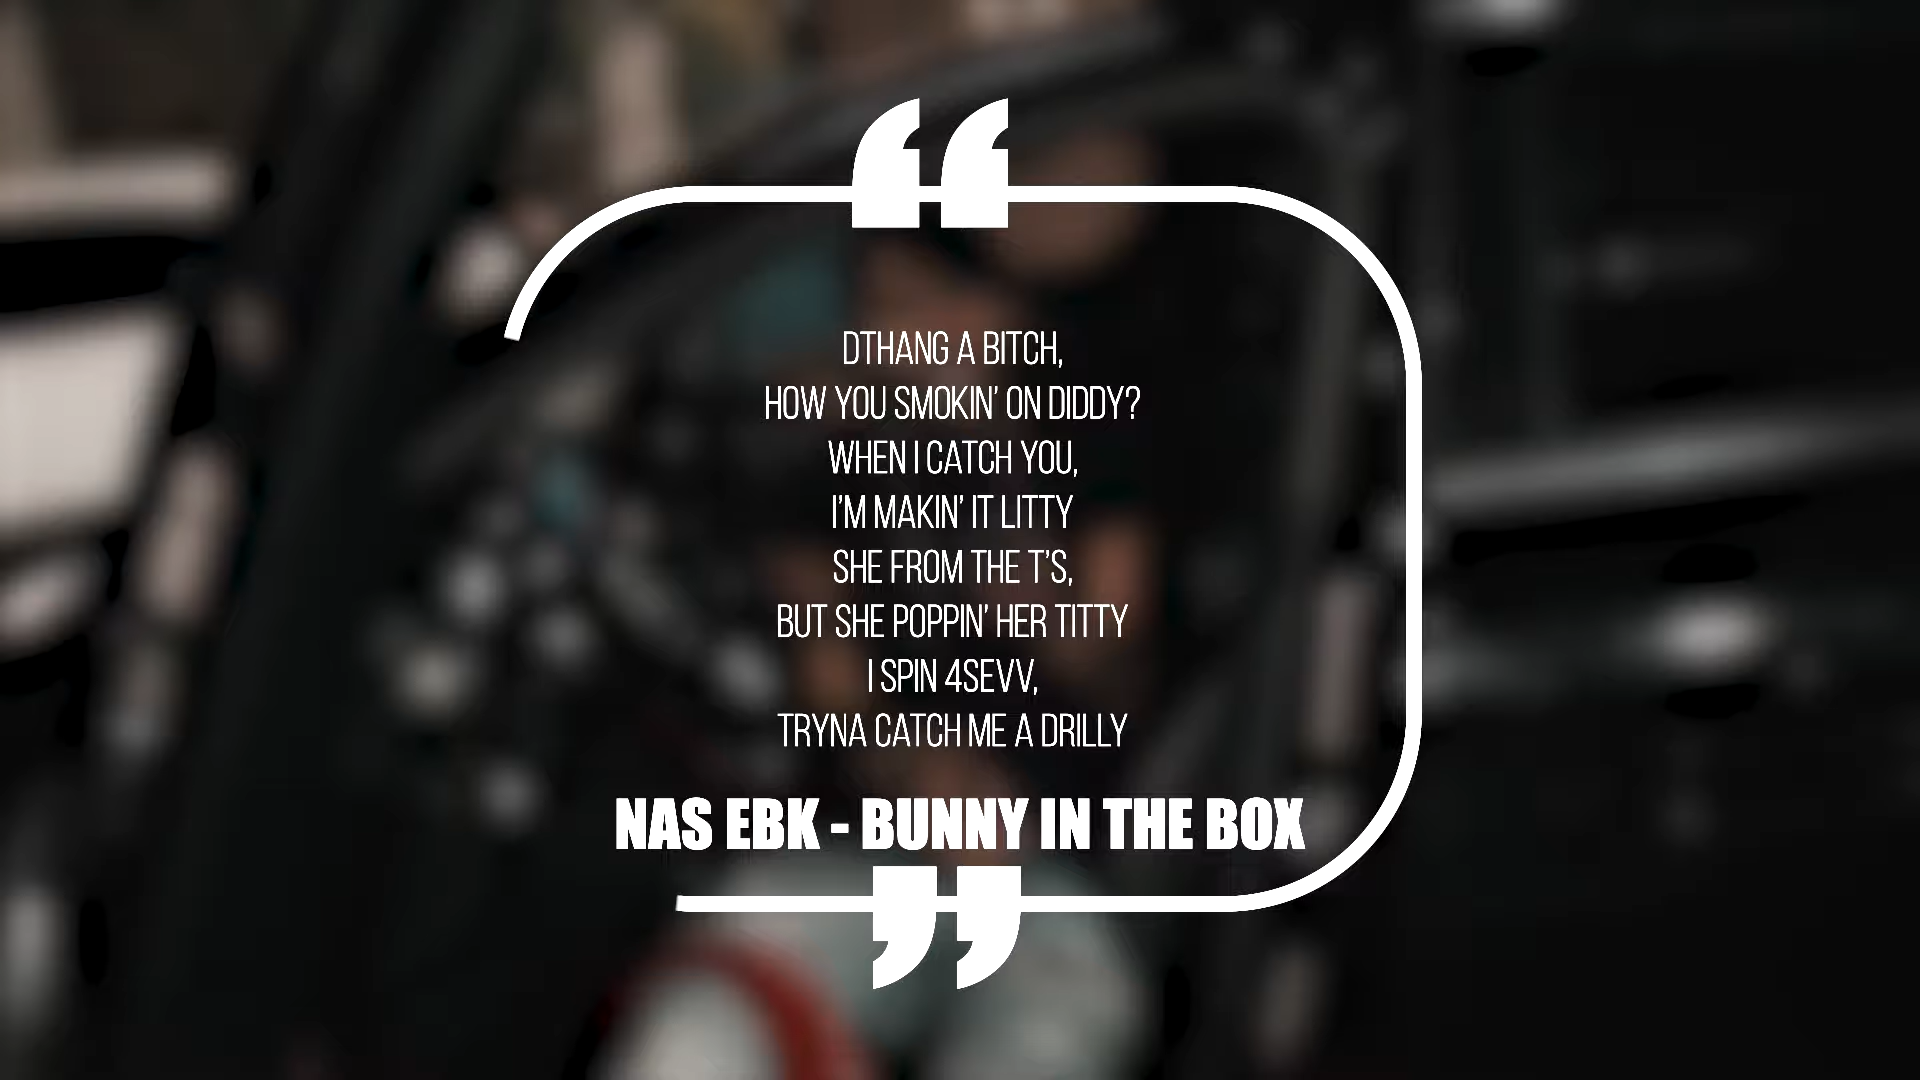 “
DTHANG A BITCH,
HOW YOU SMOKIN’ ON DIDDY?
WHEN I CATCH YOU,
I’M MAKIN’ IT LITTY
SHE FROM THE T’S,
BUT SHE POPPIN’ HER TITTY
I SPIN 4SEVV,
TRYNA CATCH ME A DRILLY
NAS EBK - BUNNY IN THE BOX
”